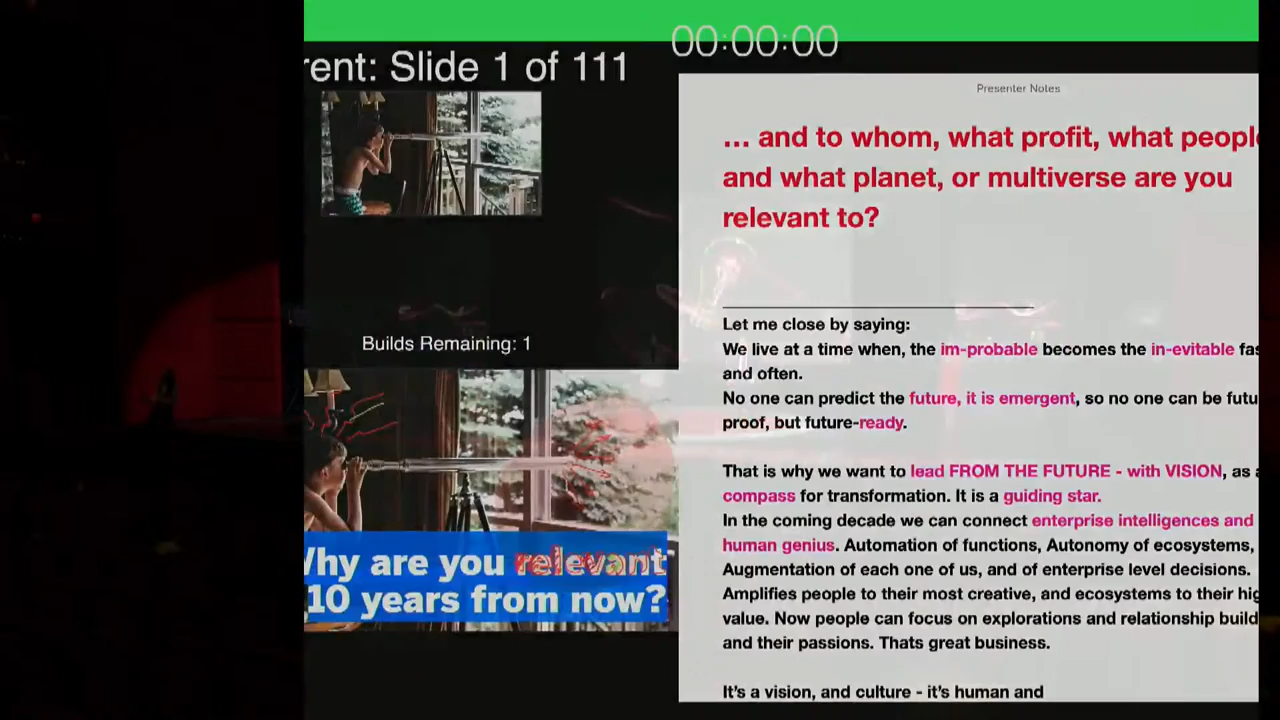 rent: Slide 1 of 111
00:00:00
Builds Remaining: 1
hy are you relevant
10 years from now?
Presenter Notes
... and to whom, what profit, what people
and what planet, or multiverse are you
relevant to?
Let me close by saying:
We live at a time when, the im-probable becomes the in-evitable fas
and often.
No one can predict the future, it is emergent, so no one can be futu
proof, but future-ready.
That is why we want to lead FROM THE FUTURE - with VISION, as a
compass for transformation. It is a guiding star.
In the coming decade we can connect enterprise intelligences and
human genius. Automation of functions, Autonomy of ecosystems,
Augmentation of each one of us, and of enterprise level decisions.
Amplifies people to their most creative, and ecosystems to their hig
value. Now people can focus on explorations and relationship build
and their passions. Thats great business.
It's a vision, and culture - it's human and